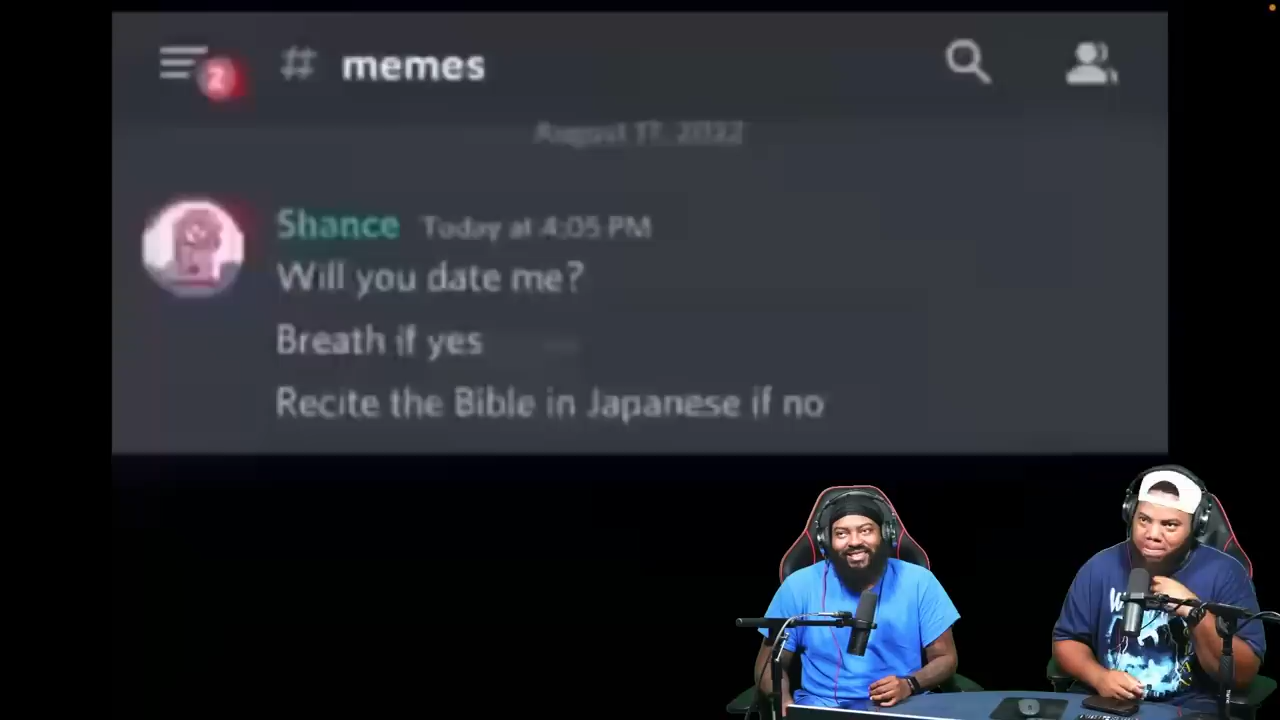 2
# memes
August 17, 2022
Shance Today at 4:05 PM
Will you date me?
Breath if yes
Recite the Bible in Japanese if no